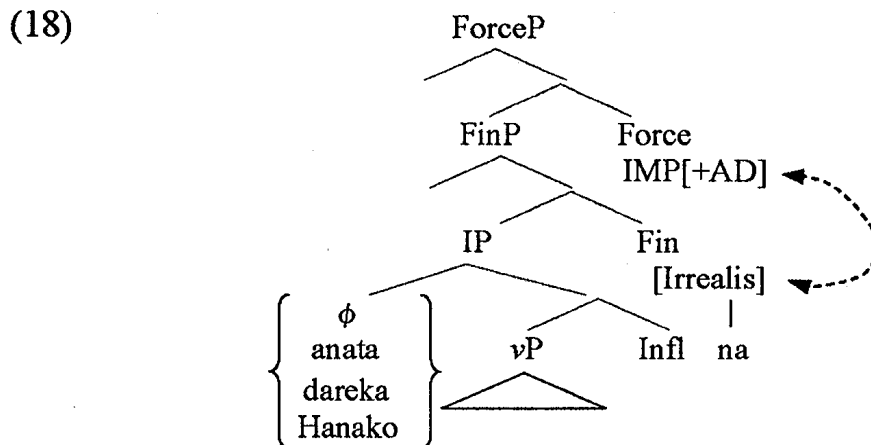 (18)
ForceP
FinP Force
IMP[+AD]
IP Fin
[Irrealis]
ϕ
anata vP Infl na
dareka
Hanako